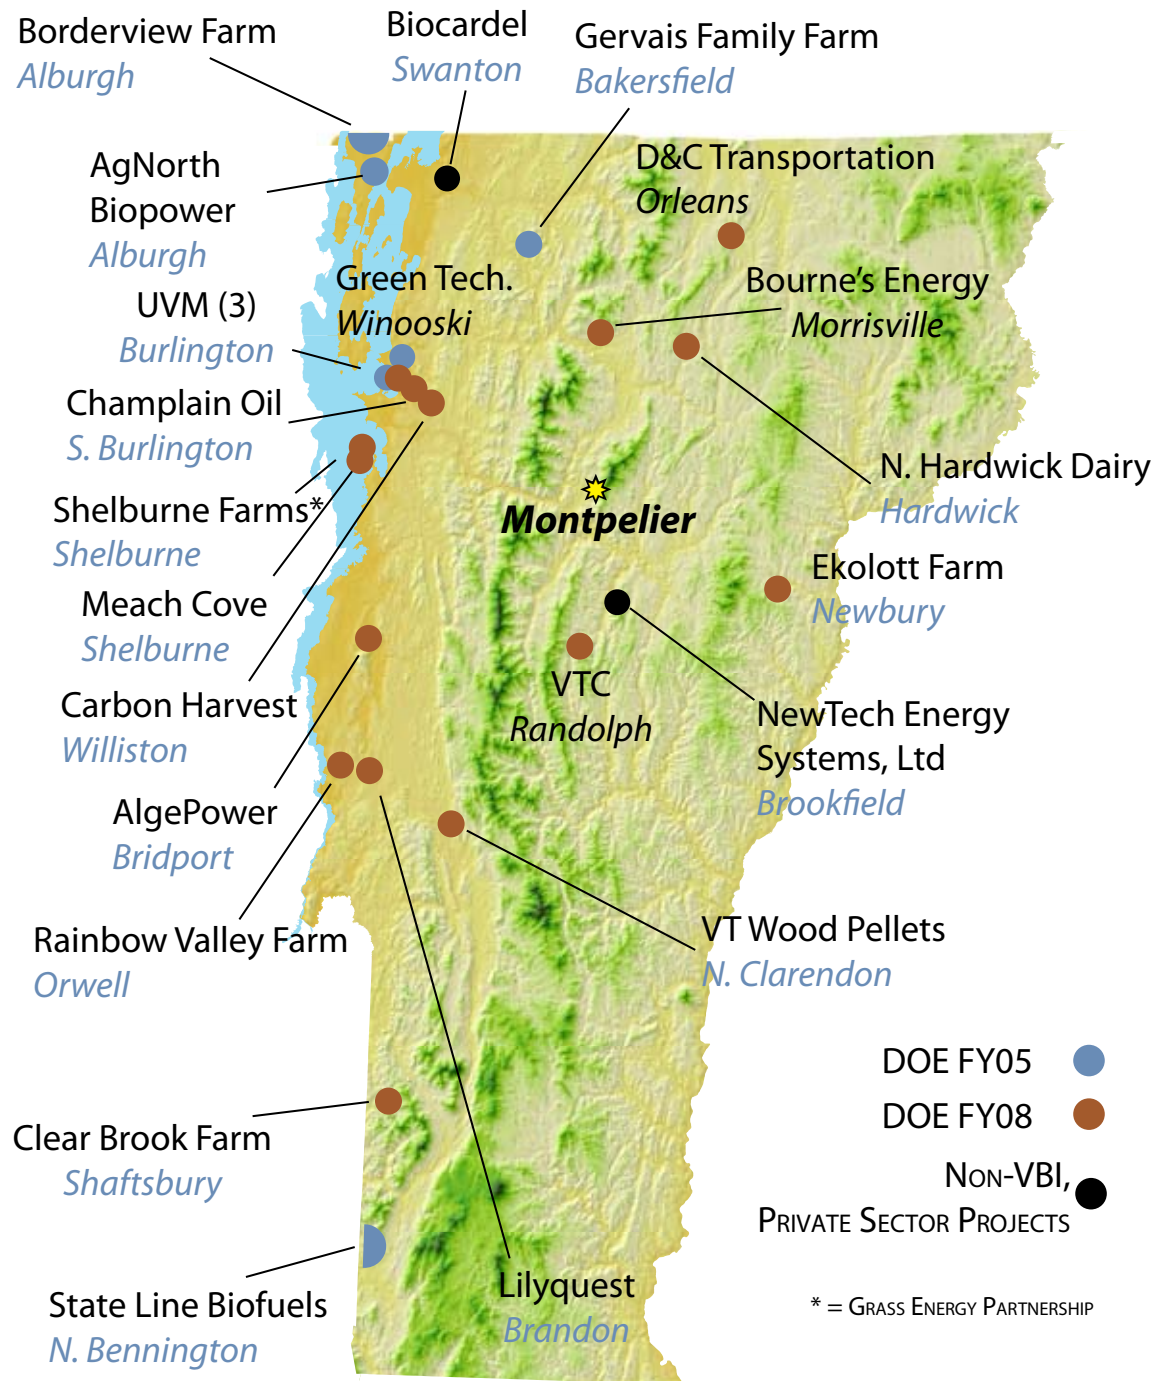 Borderview Farm
Alburgh
Biocardel
Swanton
Gervais Family Farm
Bakersfield
AgNorth
Biopower
Alburgh
D&C Transportation
Orleans
Green Tech.
Winooski
UVM (3)
Burlington
Bourne's Energy
Morrisville
Champlain Oil
S. Burlington
N. Hardwick Dairy
Hardwick
Shelburne Farms*
Shelburne
Montpelier
Ekolott Farm
Newbury
Meach Cove
Shelburne
VTC
Randolph
Carbon Harvest
Williston
NewTech Energy
Systems, Ltd
Brookfield
AlgePower
Bridport
Rainbow Valley Farm
Orwell
VT Wood Pellets
N. Clarendon
Clear Brook Farm
Shaftsbury
State Line Biofuels
N. Bennington
Lilyquest
Brandon
DOE FY05
DOE FY08
Non-VBI,
Private Sector Projects
* = Grass Energy Partnership